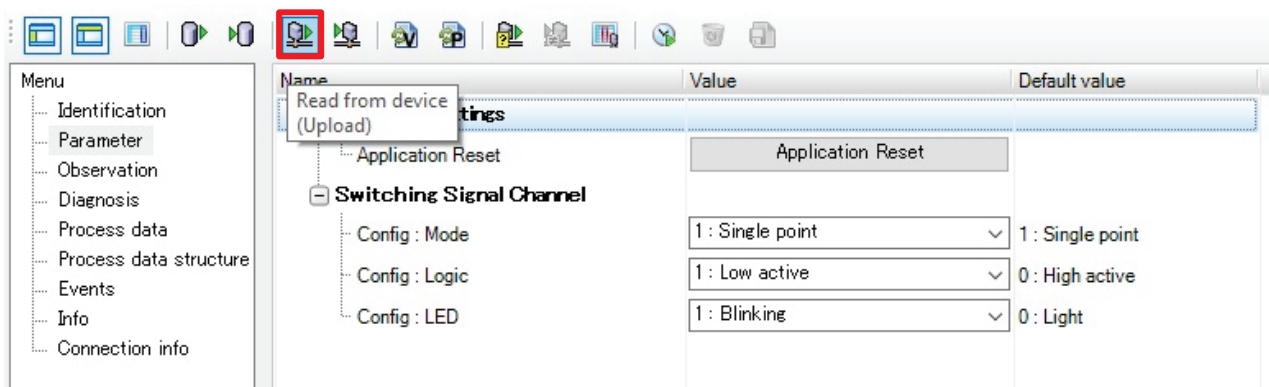 Menu
Identification
Parameter
Observation
Diagnosis
Process data
Process data structure
Events
Info
Connection info
Name Value Default value
Read from device
(Upload)
tings
Application Reset Application Reset
Switching Signal Channel
Config : Mode 1 : Single point 1 : Single point
Config : Logic 1 : Low active 0 : High active
Config : LED 1 : Blinking 0 : Light